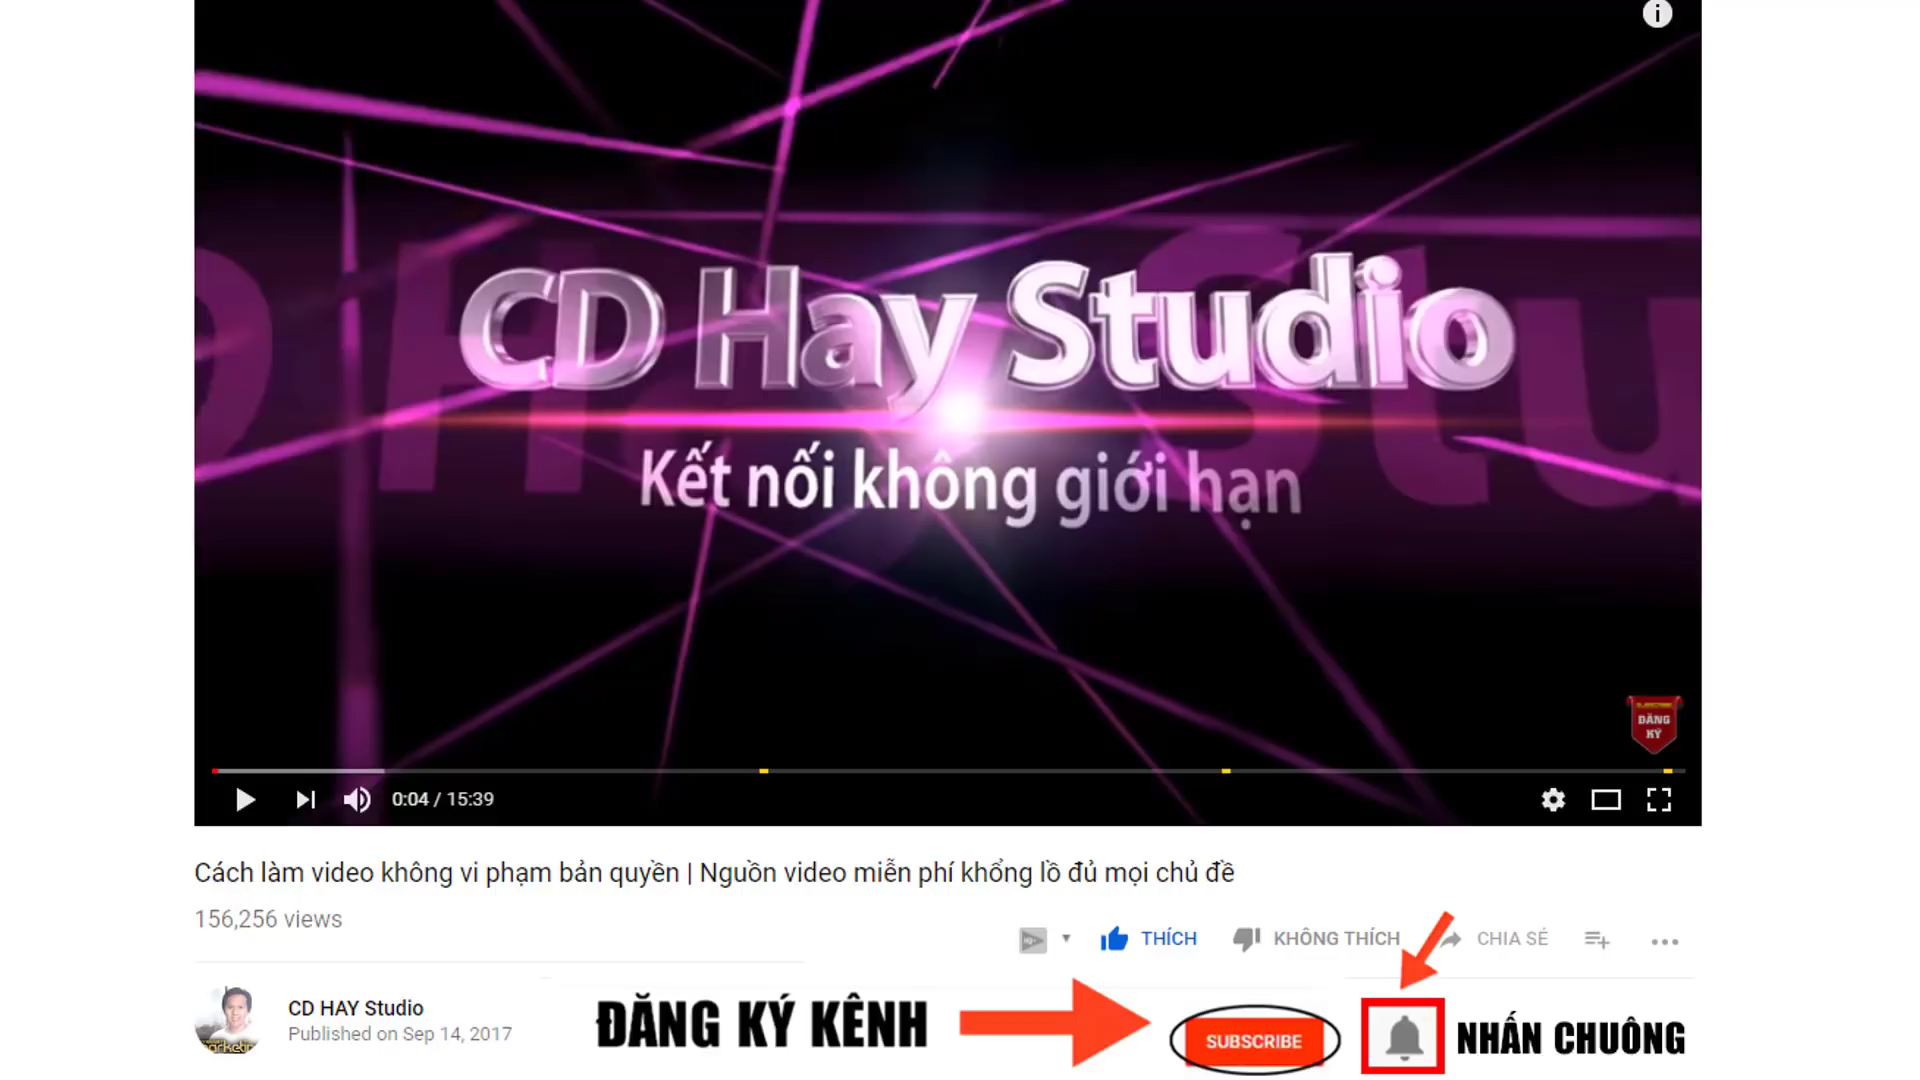 CD Hay Studio
Kết nối không giới hạn
ĐĂNG
KÝ
0:04 / 15:39
Cách làm video không vi phạm bản quyền | Nguồn video miễn phí khổng lồ đủ mọi chủ đề
156,256 views
THÍCH
KHÔNG THÍCH
CHIA SẺ
CD HAY Studio
Published on Sep 14, 2017
ĐĂNG KÝ KÊNH
SUBSCRIBE
NHẤN CHUÔNG